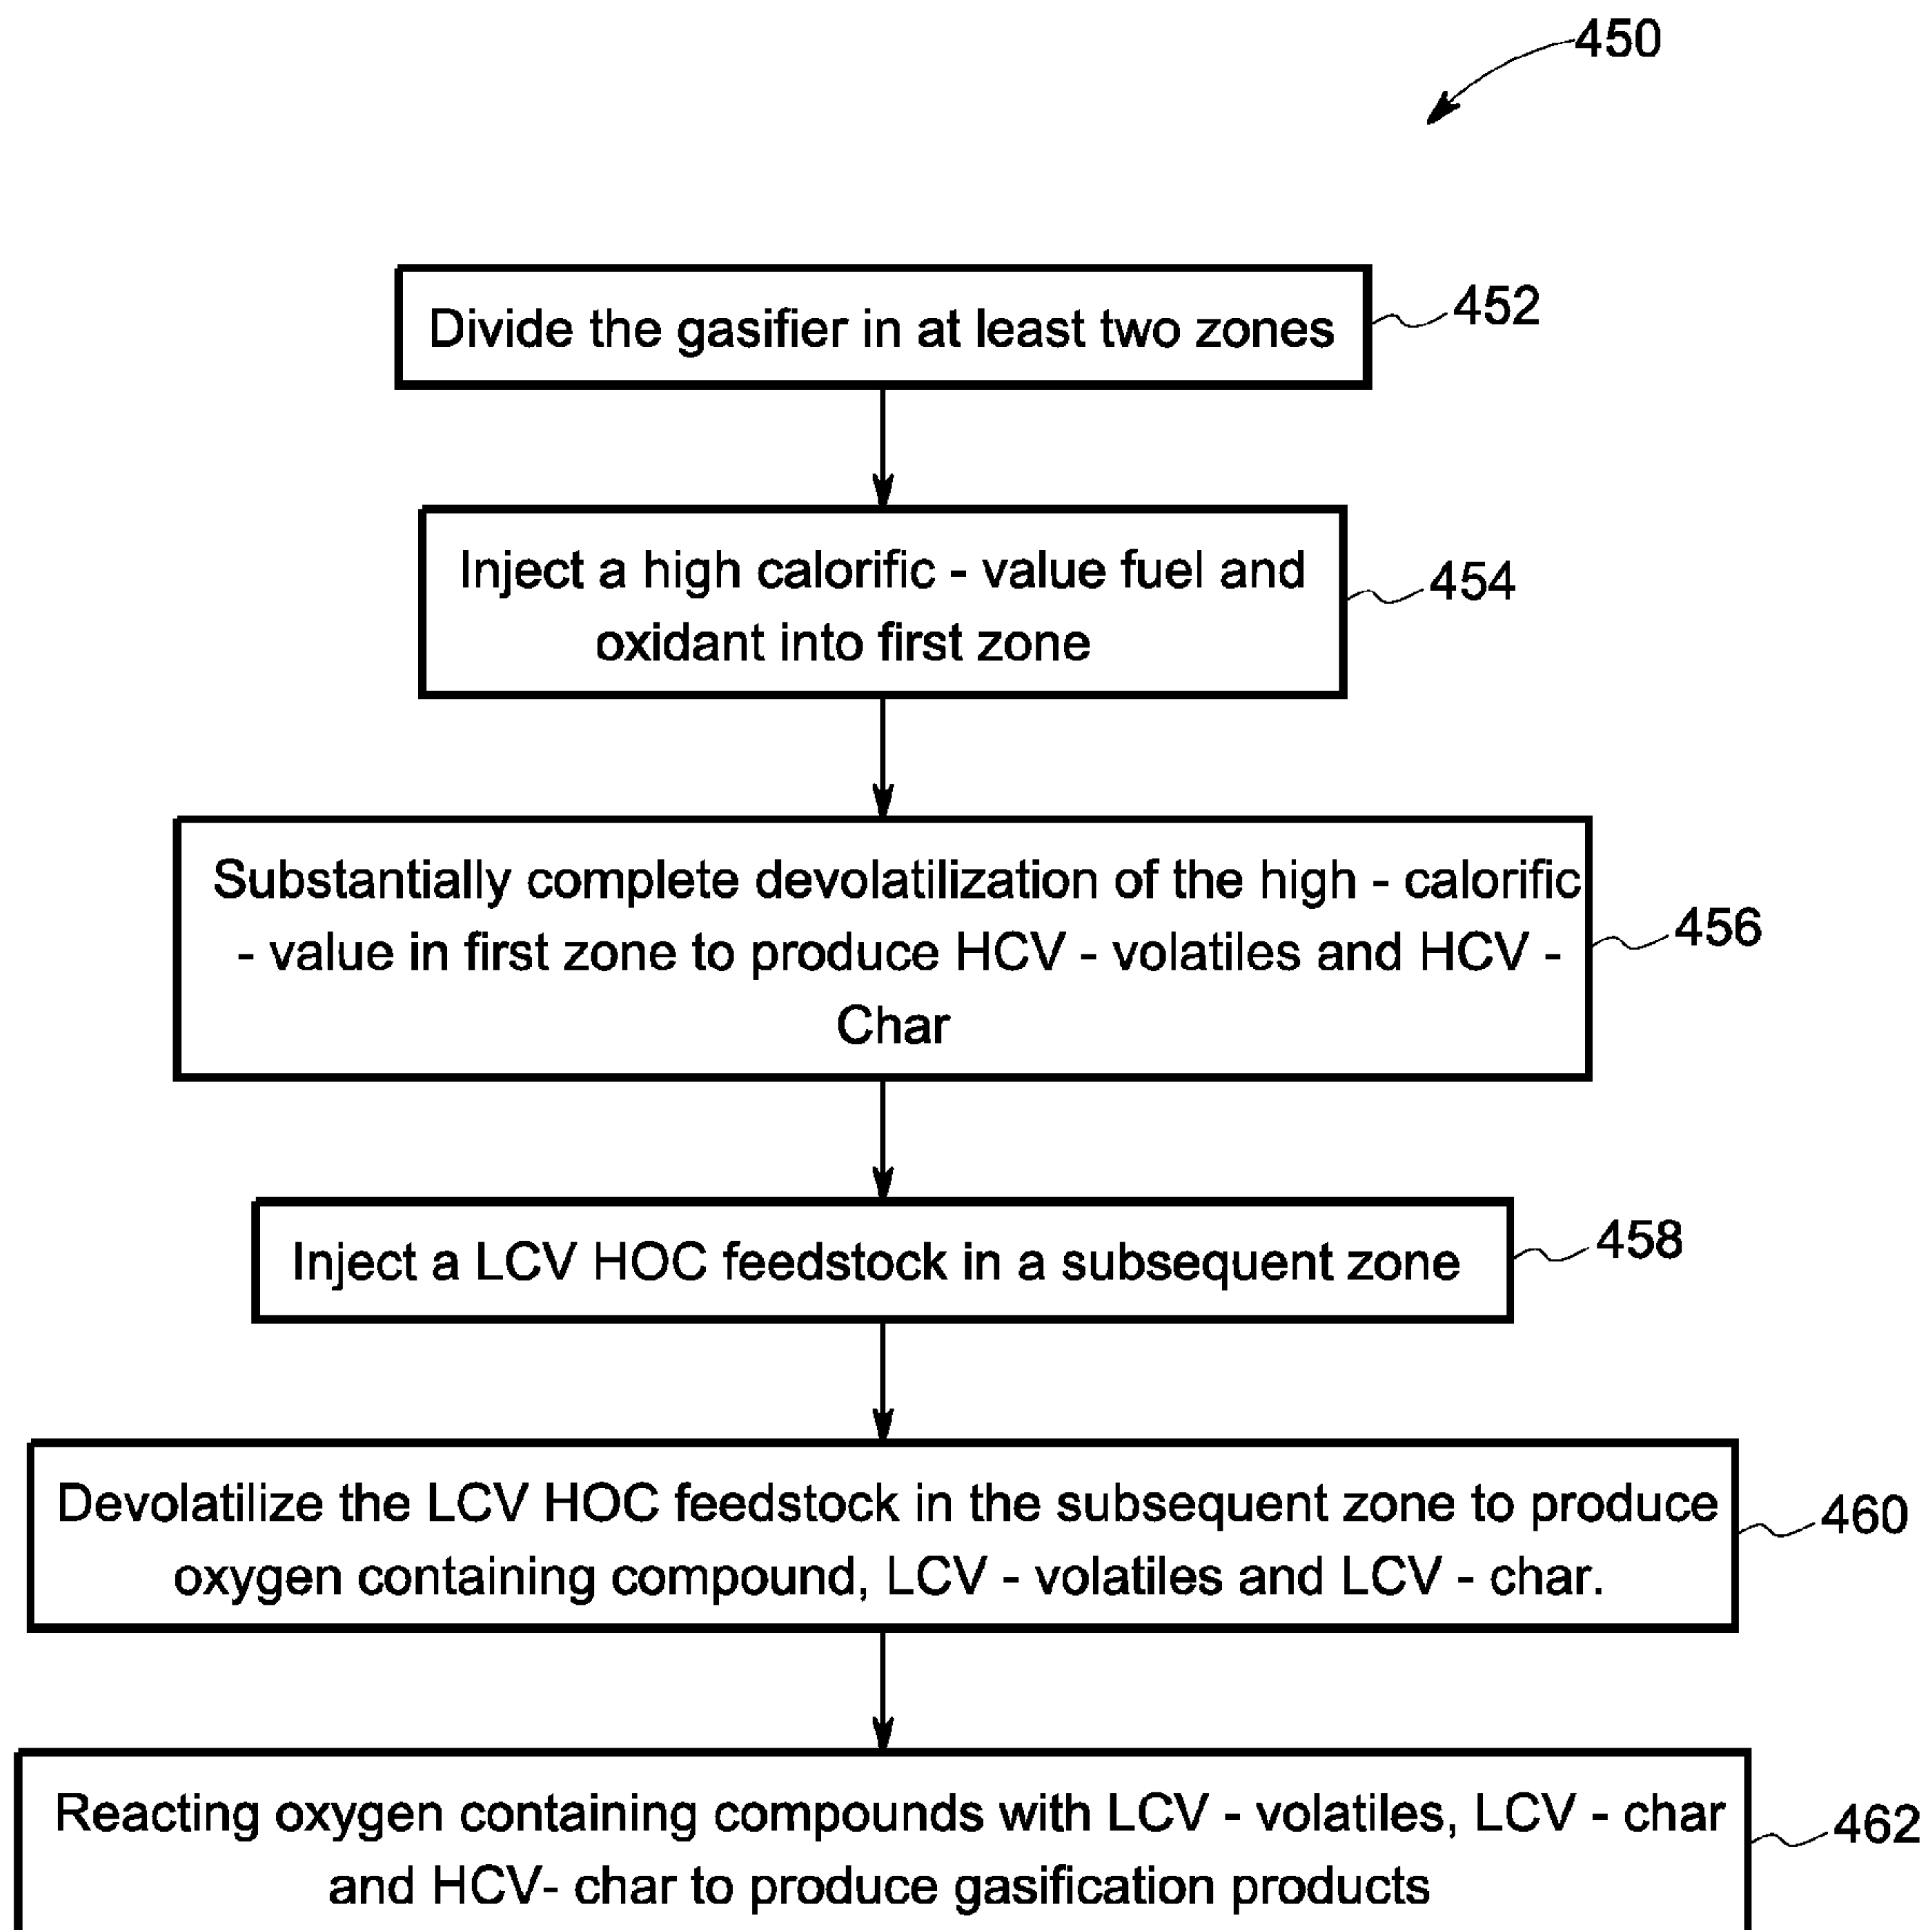 450
Divide the gasifier in at least two zones
452
Inject a high calorific - value fuel and
oxidant into first zone
454
Substantially complete devolatilization of the high - calorific
- value in first zone to produce HCV - volatiles and HCV -
Char
456
Inject a LCV HOC feedstock in a subsequent zone
458
Devolatilize the LCV HOC feedstock in the subsequent zone to produce
oxygen containing compound, LCV - volatiles and LCV - char.
460
Reacting oxygen containing compounds with LCV - volatiles, LCV - char
and HCV- char to produce gasification products
462